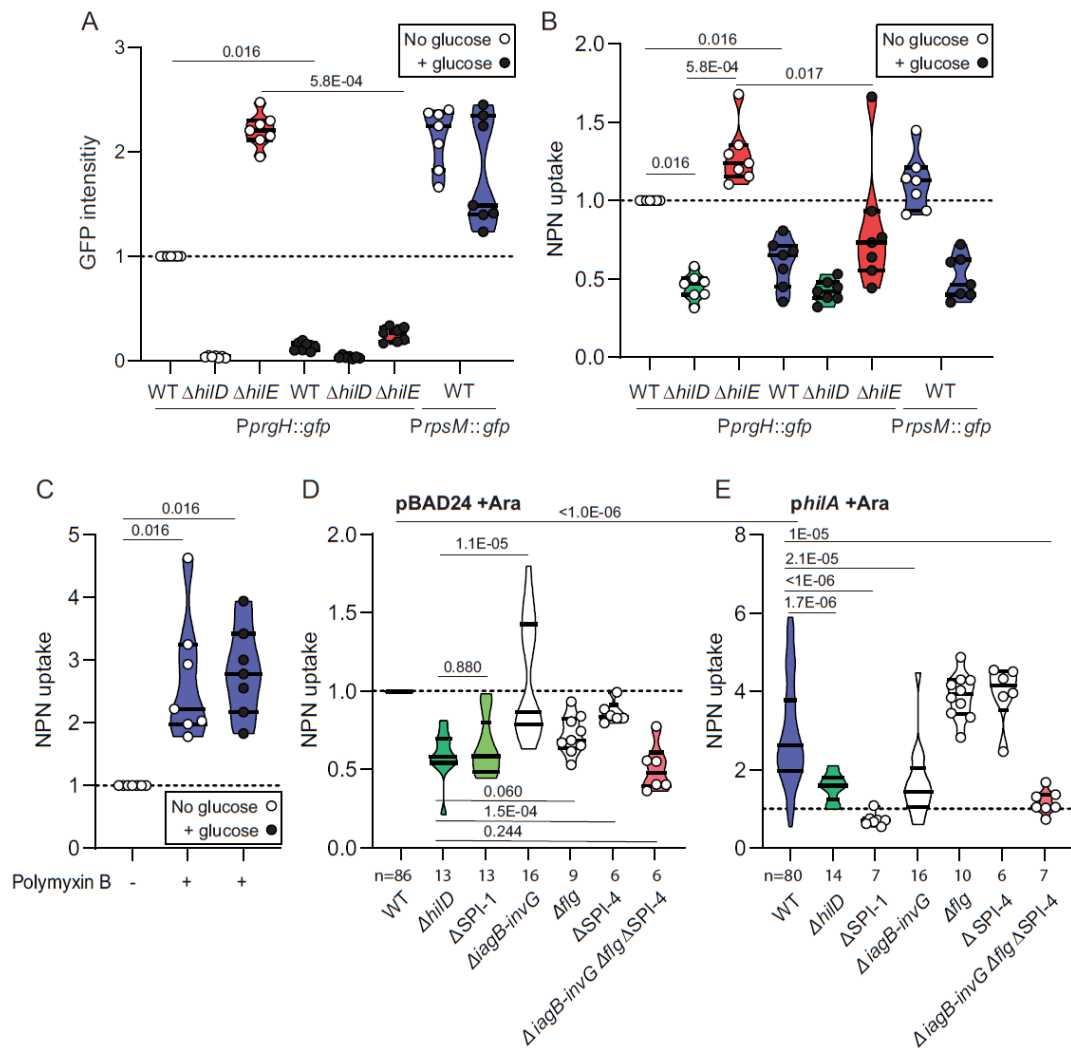 A
No glucose
+ glucose
0.016
5.8E-04
3
2
1
0
GFP intensitiy
WT ΔhilD ΔhilE WT ΔhilD ΔhilE WT
PprgH::gfp PrpsM::gfp
B
No glucose
+ glucose
0.016
5.8E-04
0.017
0.016
2.0
1.5
1.0
0.5
0.0
NPN uptake
WT ΔhilD ΔhilE WT ΔhilD ΔhilE WT
PprgH::gfp PrpsM::gfp
C
0.016
0.016
5
4
3
2
1
0
NPN uptake
No glucose
+ glucose
Polymyxin B - + +
D
pBAD24 +Ara
<1.0E-06
1.1E-05
0.880
0.060
1.5E-04
0.244
2.0
1.5
1.0
0.5
0.0
NPN uptake
n=86 13 13 16 9 6 6
WT
ΔhilD
ΔSPI-1
ΔiagB-invG
Δflg
ΔSPI-4
ΔiagB-invG Δflg ΔSPI-4
E
philA +Ara
1E-05
2.1E-05
<1E-06
1.7E-06
8
6
4
2
0
NPN uptake
n=80 14 7 16 10 6 7
WT
ΔhilD
ΔSPI-1
ΔiagB-invG
Δflg
ΔSPI-4
ΔiagB-invG Δflg ΔSPI-4